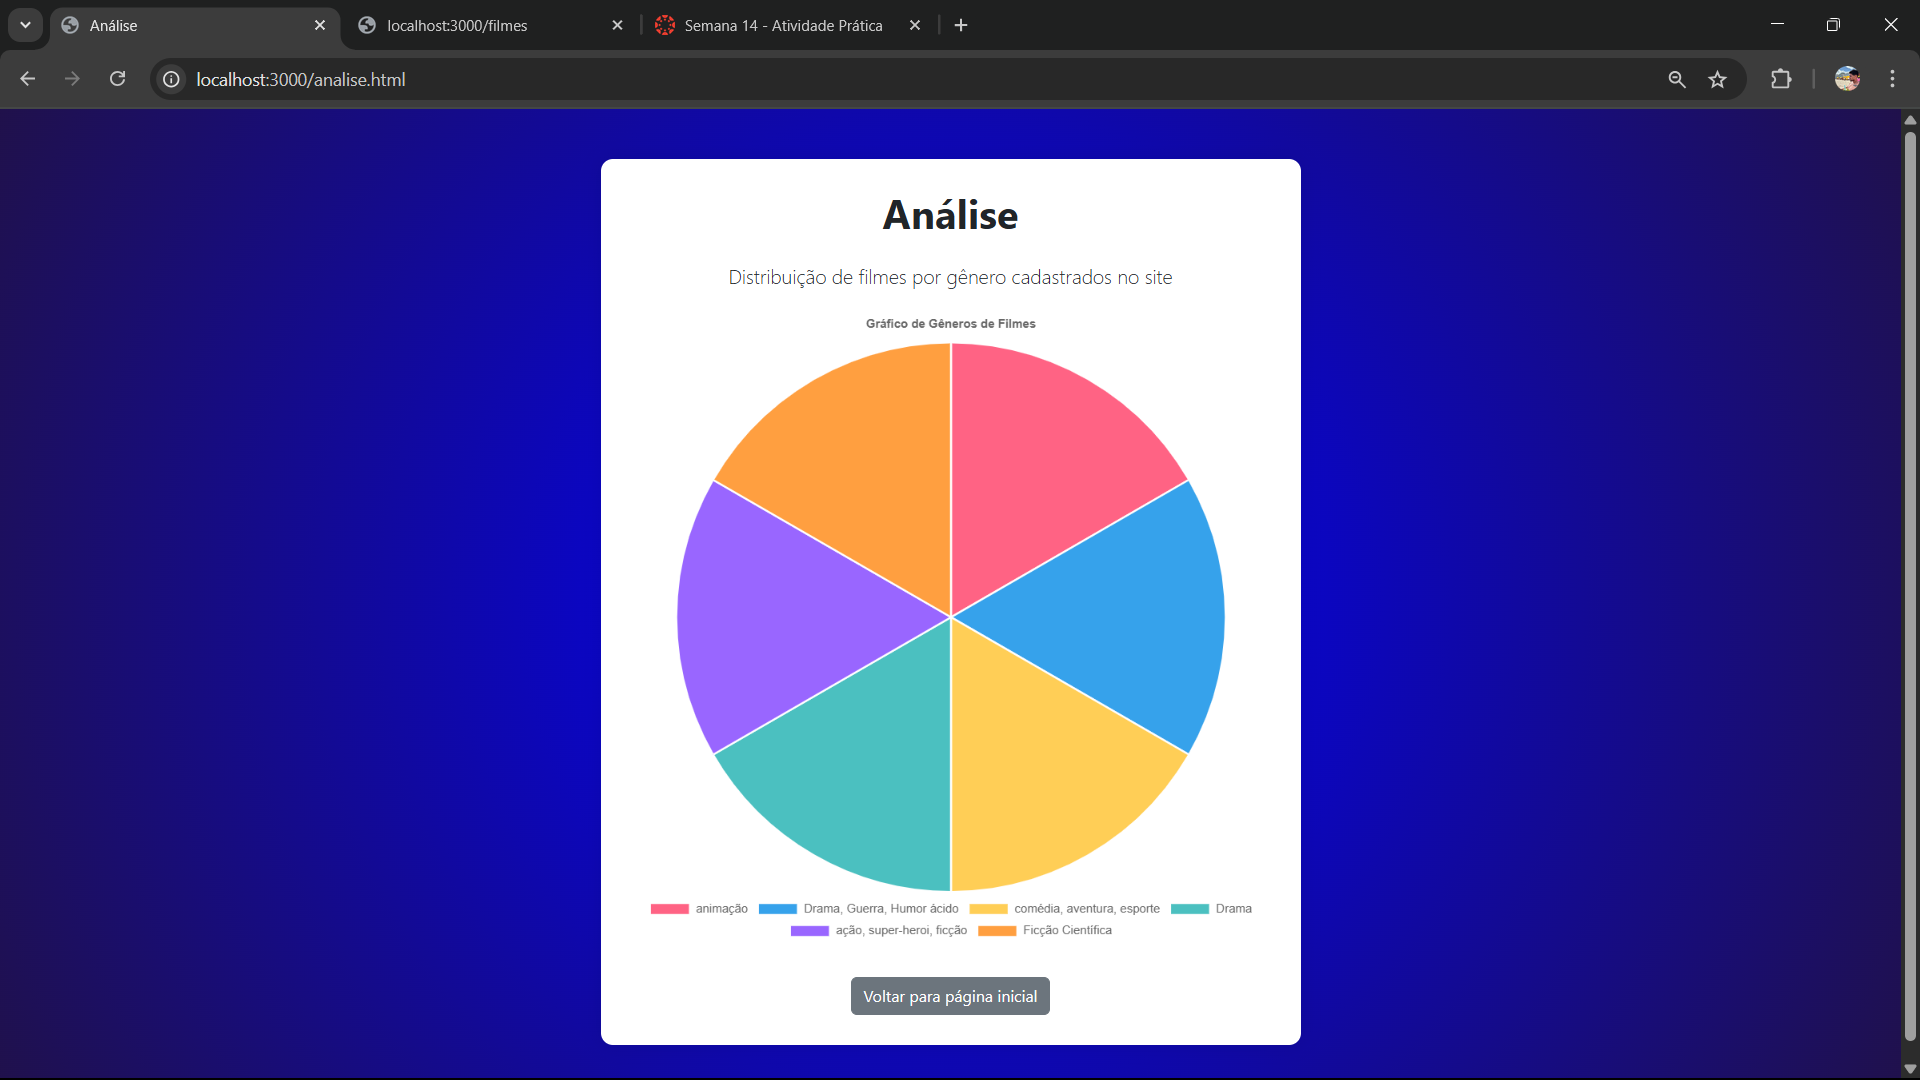 Análise
localhost:3000/filmes
Semana 14 - Atividade Prática
localhost:3000/analise.html
Análise
Distribuição de filmes por gênero cadastrados no site
Gráfico de Gêneros de Filmes
animação Drama, Guerra, Humor ácido comédia, aventura, esporte Drama
ação, super-heroi, ficção Ficção Científica
Voltar para página inicial